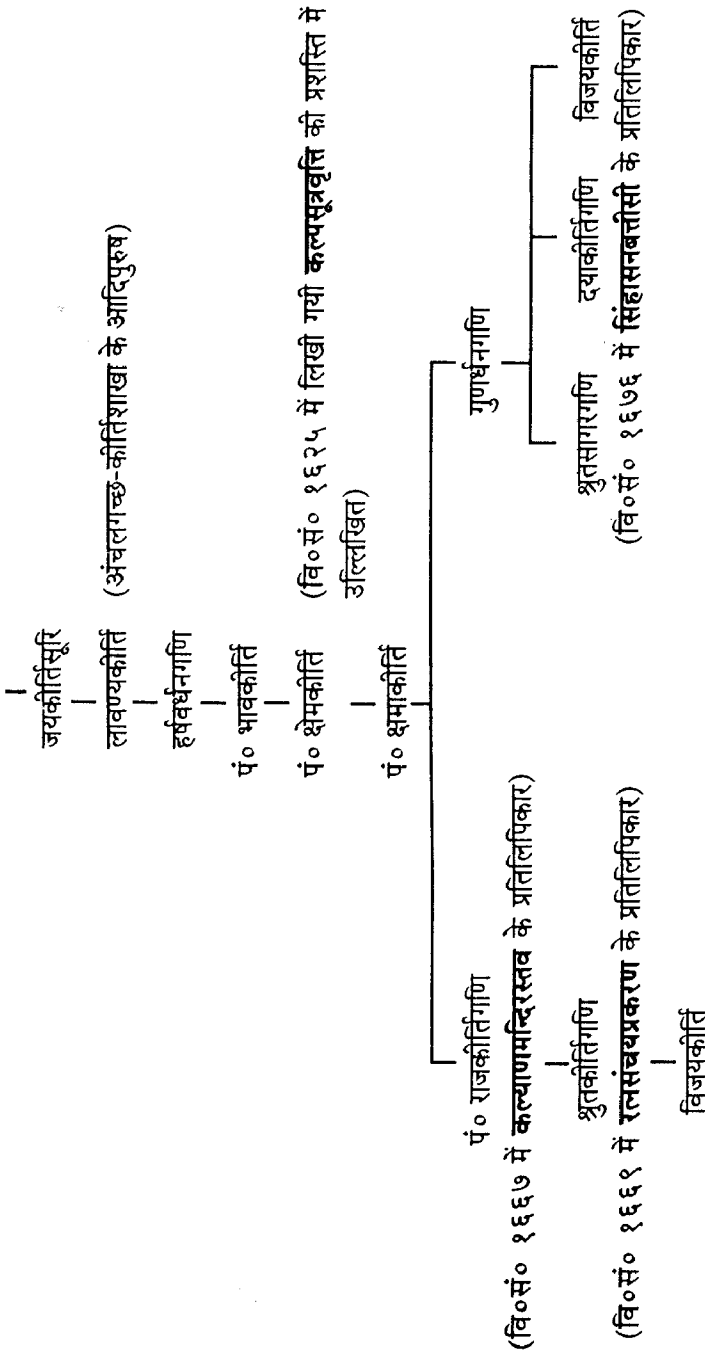 जयकीर्तिसूरि
लावण्यकीर्ति (अंचलगच्छ-कीर्तिशाखा के आदिपुरुष)
हर्षवर्धनगणि
पं० भावकीर्ति
पं० क्षेमकीर्ति (वि०सं० १६२५ में लिखी गयी कल्पसूत्रवृत्ति की प्रशस्ति में
उल्लिखित)
पं० क्षमाकीर्ति
पं० राजकीर्तिगणि गुणर्धनगणि
(वि०सं० १६६७ में कल्याणमन्दिरस्तव के प्रतिलिपिकार)
श्रुतकीर्तिगणि श्रुतसागरगणि दयाकीर्तिगणि विजयकीर्ति
(वि०सं० १६६९ में रत्नसंचयप्रकरण के प्रतिलिपिकार) (वि०सं० १६७६ में सिंहासनबत्तीसी के प्रतिलिपिकार)
विजयकीर्ति